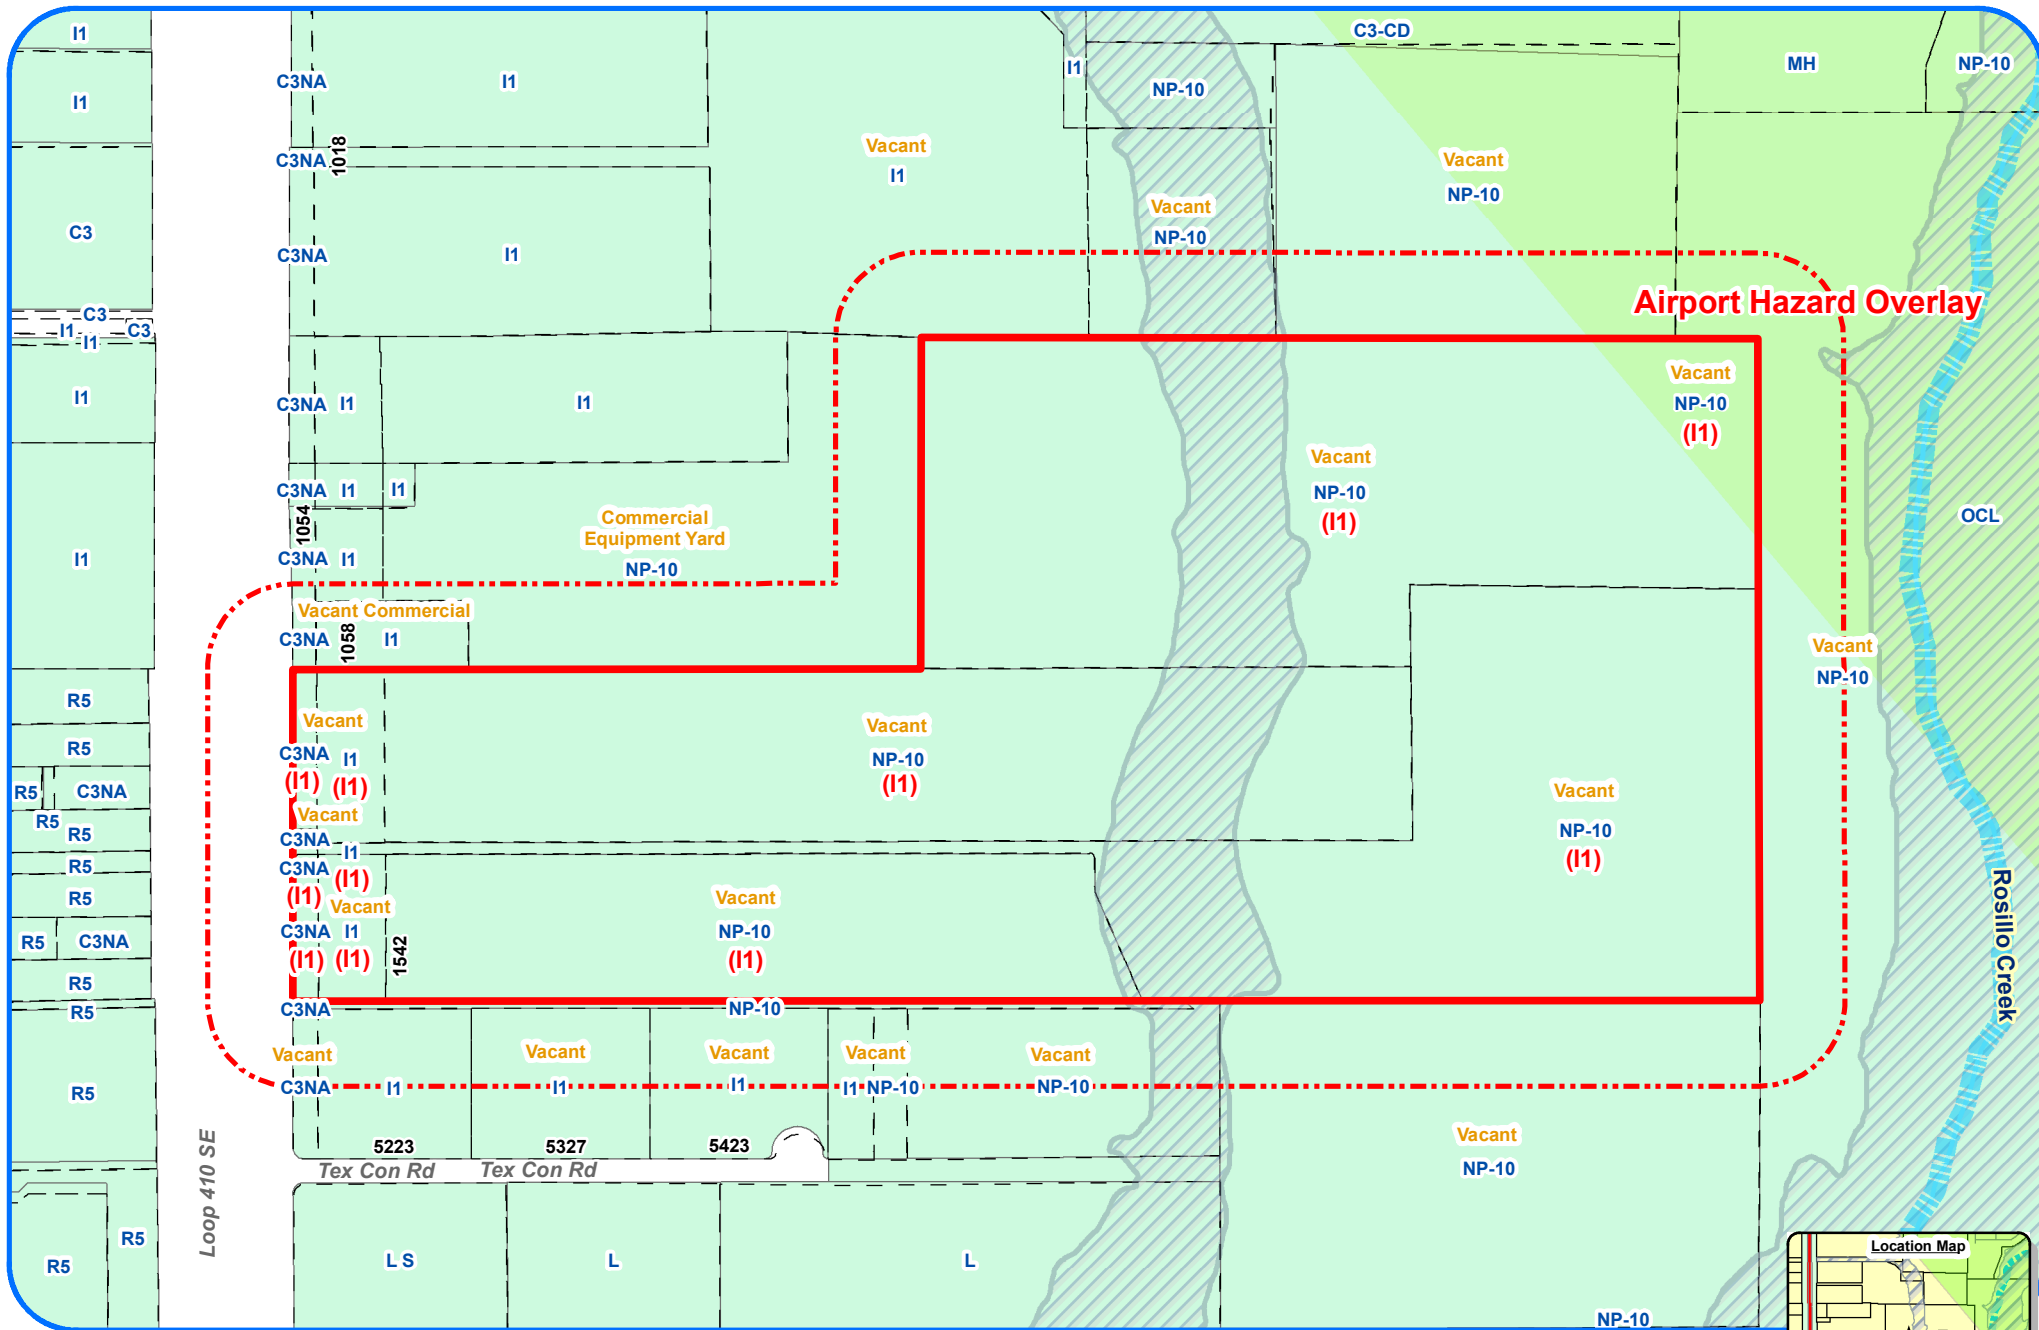 I1
C3-CD
I1
MH
NP-10
C3NA
I1
NP-10
I1
1018
Vacant
I1
C3NA
Vacant
NP-10
Vacant
NP-10
C3
C3NA
I1
Airport Hazard Overlay
C3
I1
C3
I1
Vacant
NP-10
(I1)
I1
C3NA
I1
I1
Vacant
NP-10
(I1)
C3NA
I1
I1
1054
Commercial
Equipment Yard
NP-10
OCL
I1
C3NA
I1
Vacant Commercial
C3NA
1058
I1
Vacant
NP-10
R5
Vacant
C3NA
I1
(I1)
(I1)
Vacant
NP-10
(I1)
R5
R5
C3NA
R5
R5
Vacant
C3NA
I1
Vacant
NP-10
(I1)
R5
C3NA
(I1)
(I1)
Vacant
C3NA
I1
(I1)
(I1)
1542
Vacant
NP-10
(I1)
R5
R5
C3NA
R5
R5
Rosillo Creek
C3NA
NP-10
Vacant
C3NA
I1
Vacant
I1
Vacant
I1
Vacant
I1
NP-10
Vacant
NP-10
R5
5223
5327
5423
Tex Con Rd
Tex Con Rd
Vacant
NP-10
Loop 410 SE
R5
R5
L S
L
L
Location Map
NP-10